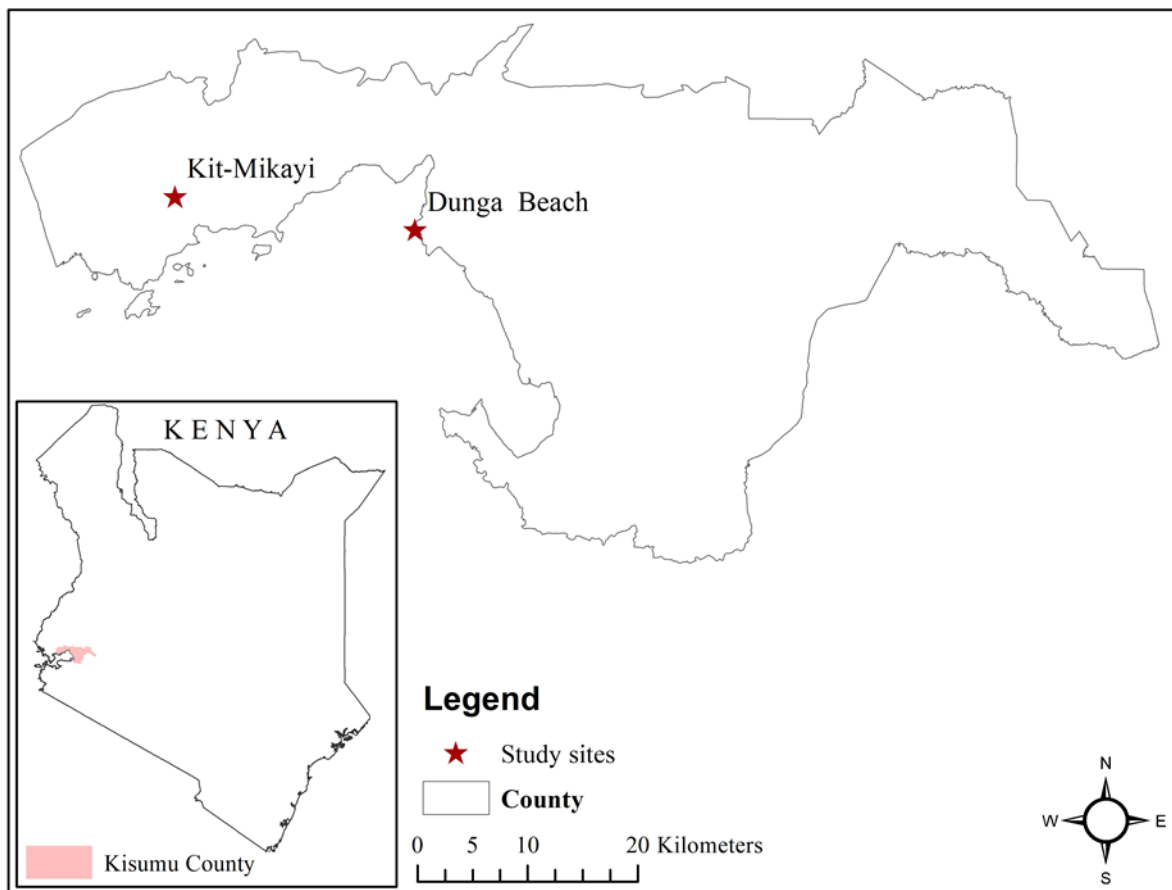 Kit-Mikayi
Dunga Beach
KENYA
Kisumu County
Legend
Study sites
County
0 5 10 20 Kilometers
N
W E
S